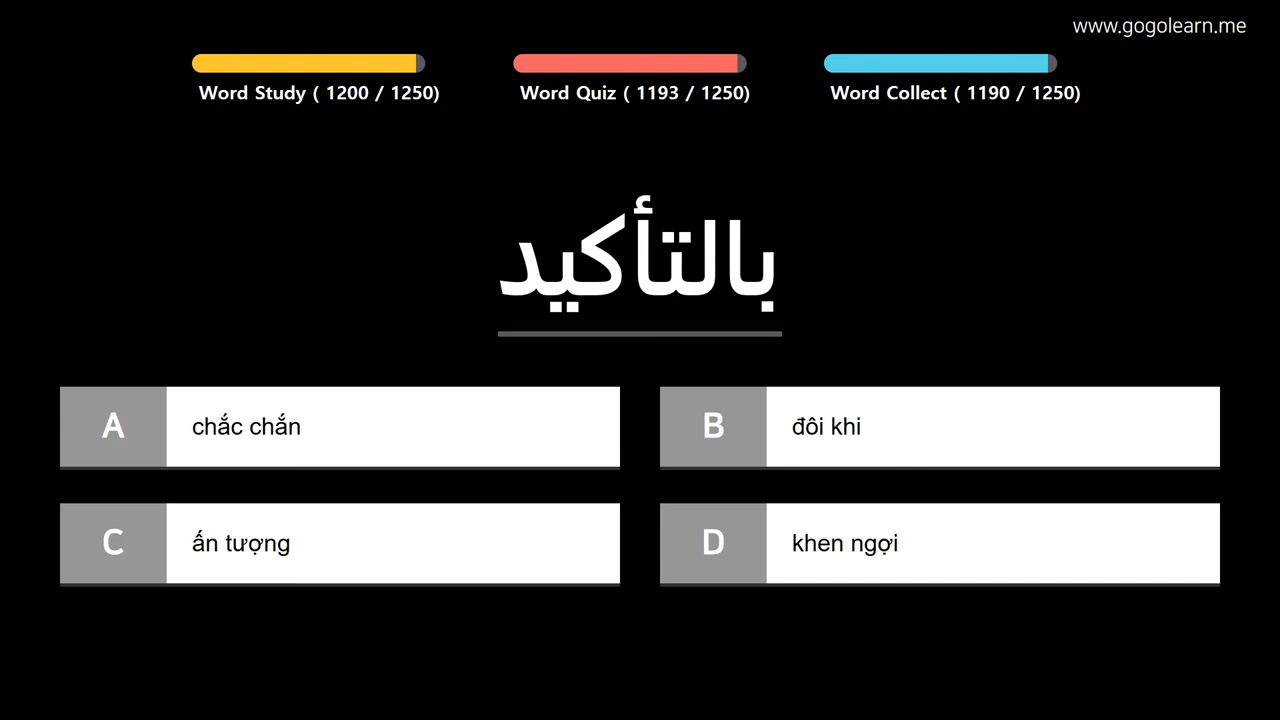 www.gogolearn.me
Word Study ( 1200 / 1250)
Word Quiz ( 1193 / 1250)
Word Collect ( 1190 / 1250)
بالتأكيد
A chắc chắn
B đôi khi
C ấn tượng
D khen ngợi